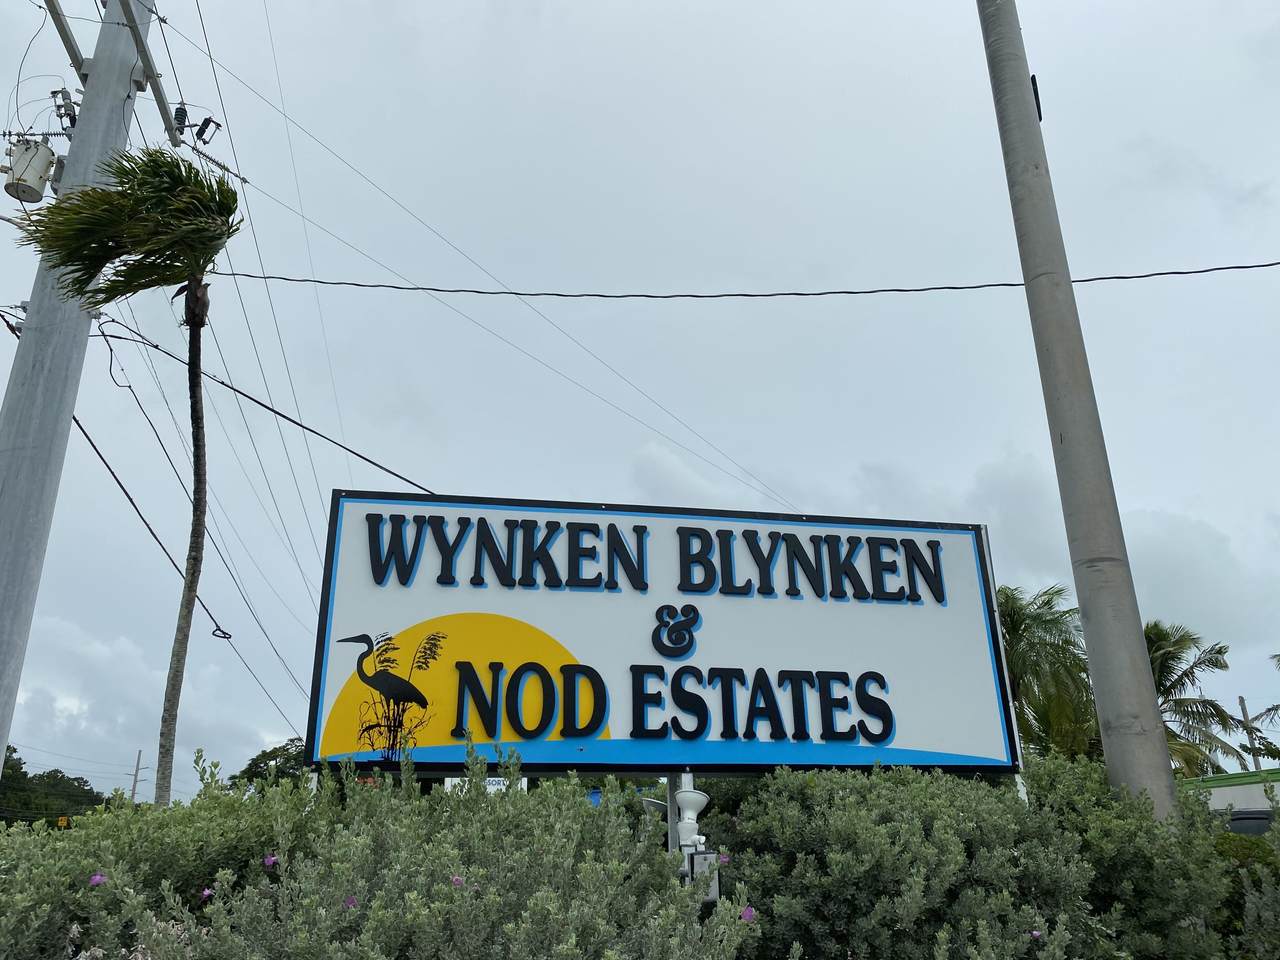 WYNKEN BLYNKEN
&
NOD ESTATES